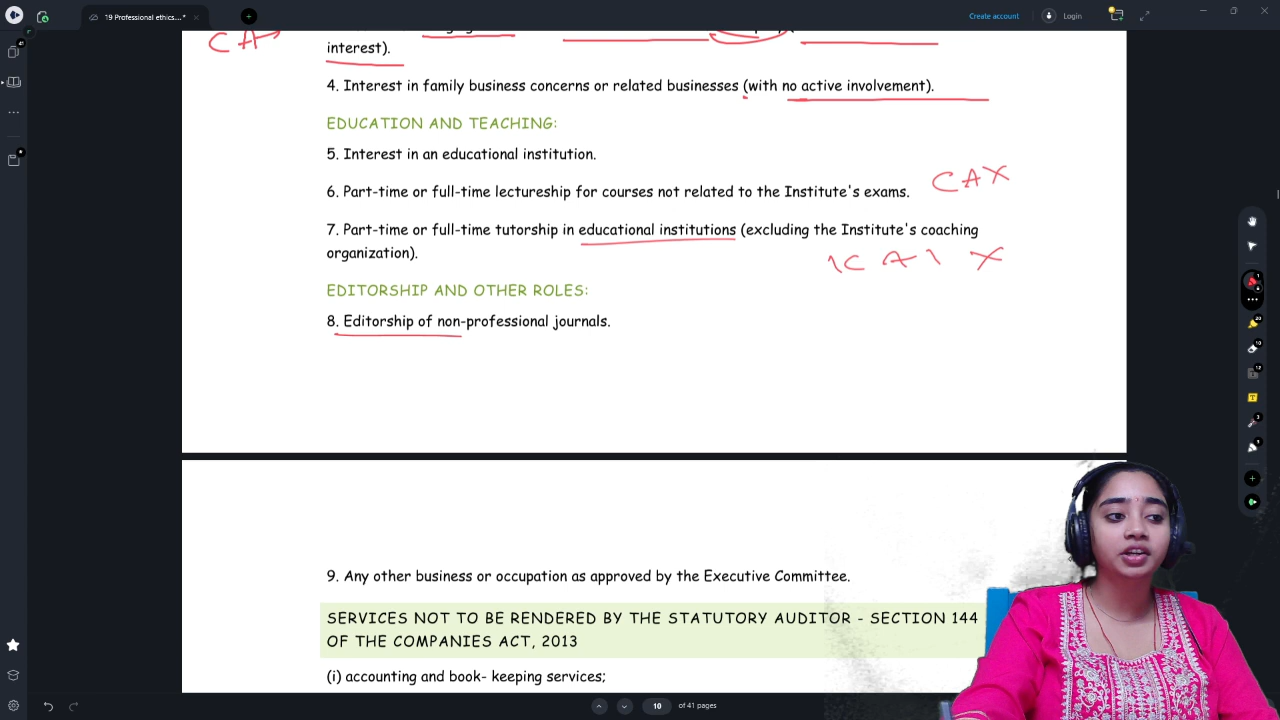 19 Professional ethics....*
Create account
Login
CA
interest).
4. Interest in family business concerns or related businesses (with no active involvement).
EDUCATION AND TEACHING:
5. Interest in an educational institution.
6. Part-time or full-time lectureship for courses not related to the Institute's exams.
CA X
7. Part-time or full-time tutorship in educational institutions (excluding the Institute's coaching
organization).
ICAI X
EDITORSHIP AND OTHER ROLES:
8. Editorship of non-professional journals.
9. Any other business or occupation as approved by the Executive Committee.
SERVICES NOT TO BE RENDERED BY THE STATUTORY AUDITOR - SECTION 144
OF THE COMPANIES ACT, 2013
(i) accounting and book- keeping services;
10 of 41 pages